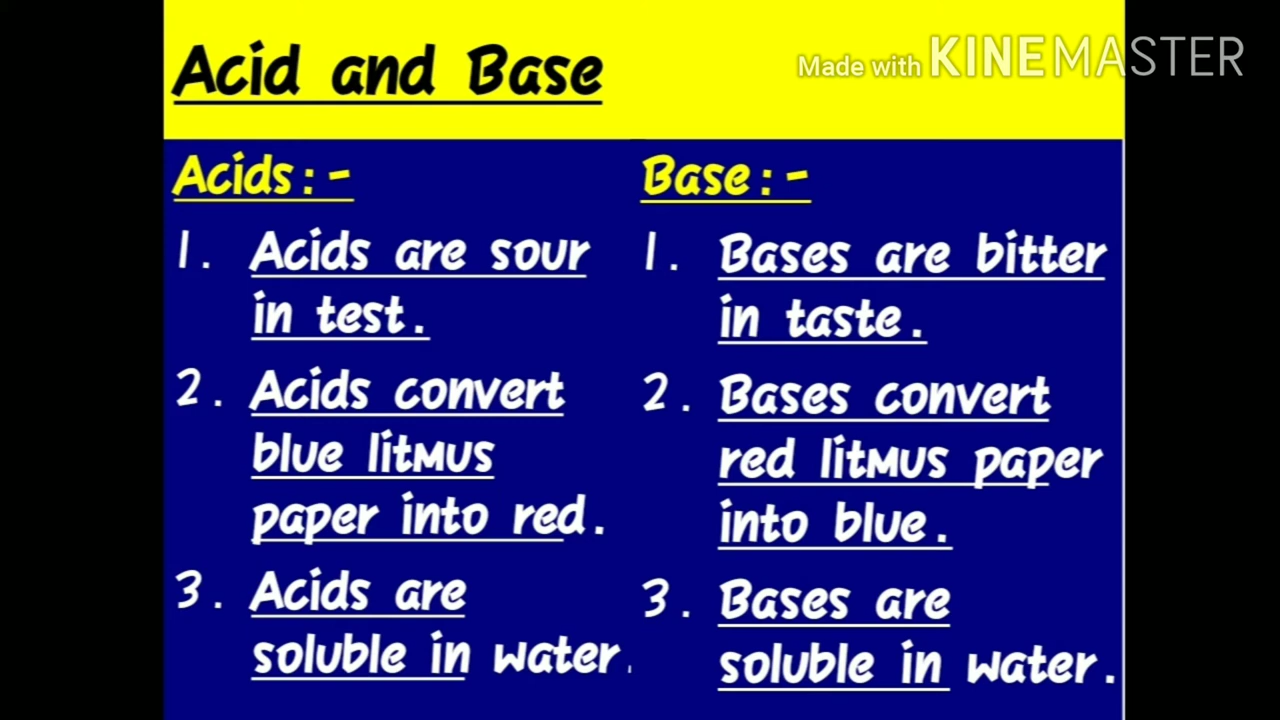 Acid and Base
Made with KINEMASTER
Acids:-
1. Acids are sour
in test.
2. Acids convert
blue litmus
paper into red.
3. Acids are
soluble in water.
Base:-
1. Bases are bitter
in taste.
2. Bases convert
red litmus paper
into blue.
3. Bases are
soluble in water.